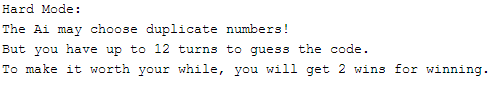 Hard Mode:
The Ai may choose duplicate numbers!
But you have up to 12 turns to guess the code.
To make it worth your while, you will get 2 wins for winning.